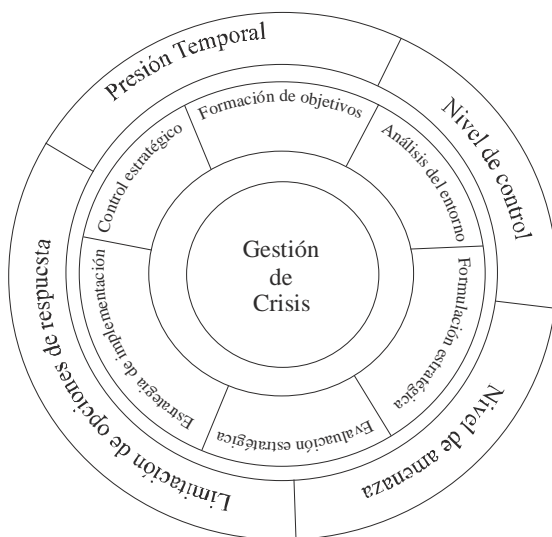 Presión Temporal
Nivel de control
Nivel de amenaza
Limitación de opciones de respuesta
Formación de objetivos
Análisis del entorno
Formulación estratégica
Evaluación estratégica
Estrategia de implementación
Control estratégico
Gestión
de
Crisis